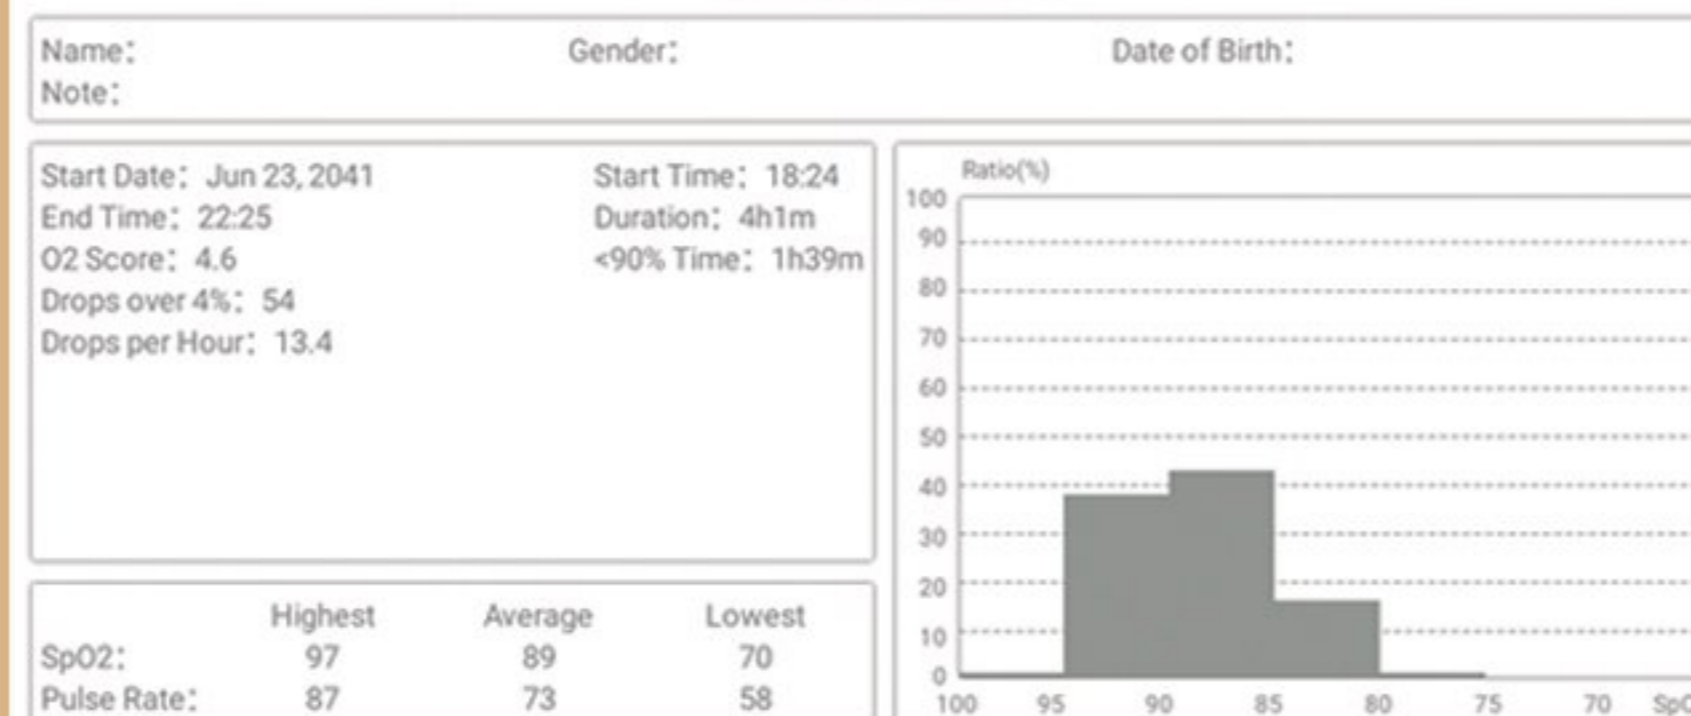 Name： Gender： Date of Birth：
Note：
Start Date： Jun 23, 2041 Start Time： 18:24
End Time： 22:25 Duration： 4h1m
O2 Score： 4.6 <90% Time： 1h39m
Drops over 4%： 54
Drops per Hour： 13.4
Highest Average Lowest
SpO2： 97 89 70
Pulse Rate： 87 73 58
Ratio(%)
100
90
80
70
60
50
40
30
20
10
0
100 95 90 85 80 75 70